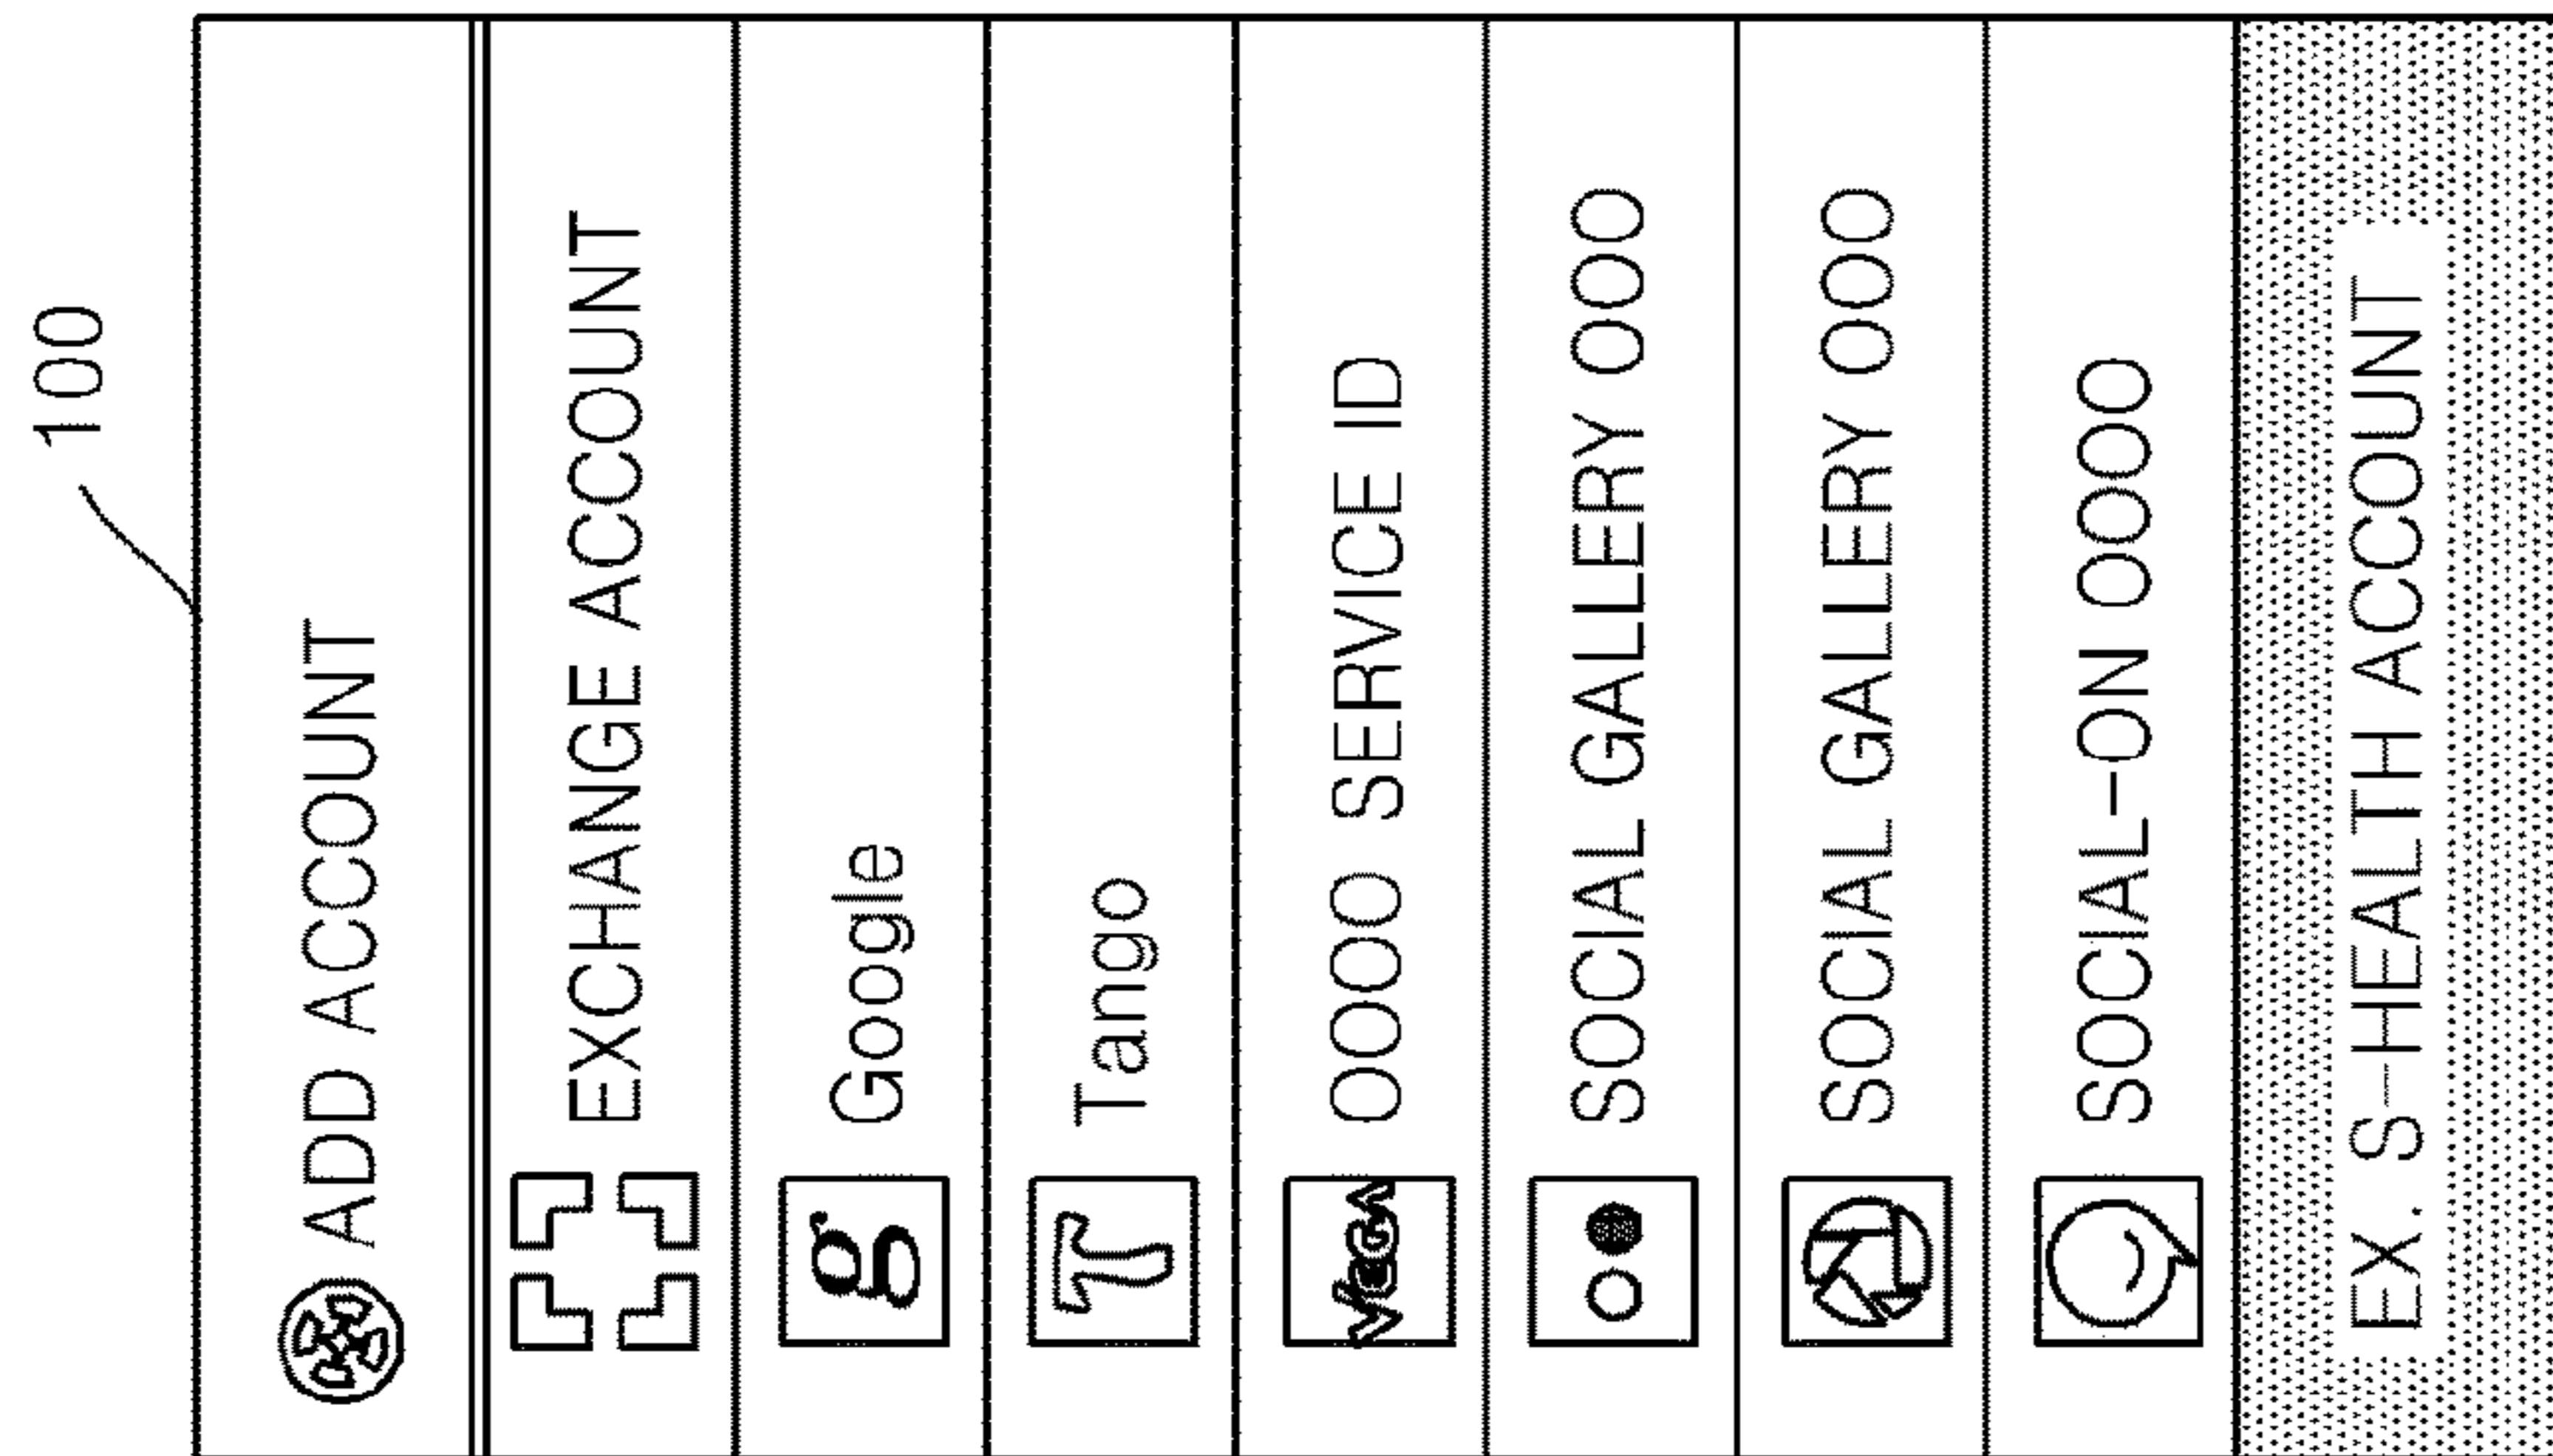 100
ADD ACCOUNT
EXCHANGE ACCOUNT
g Google
Tango
VEGA OOOO SERVICE ID
SOCIAL GALLERY OOO
SOCIAL GALLERY OOO
SOCIAL-ON OOOO
EX. S-HEALTH ACCOUNT